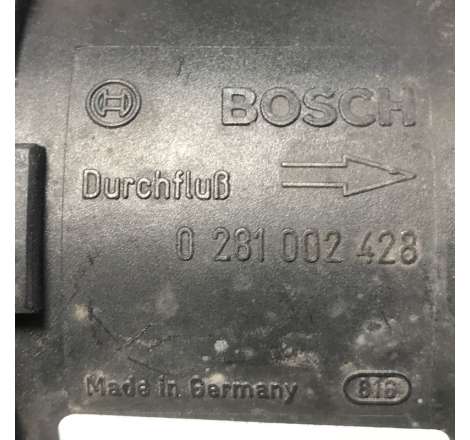 BOSCH
Durchfluß
0 281 002 428
Made in Germany 816